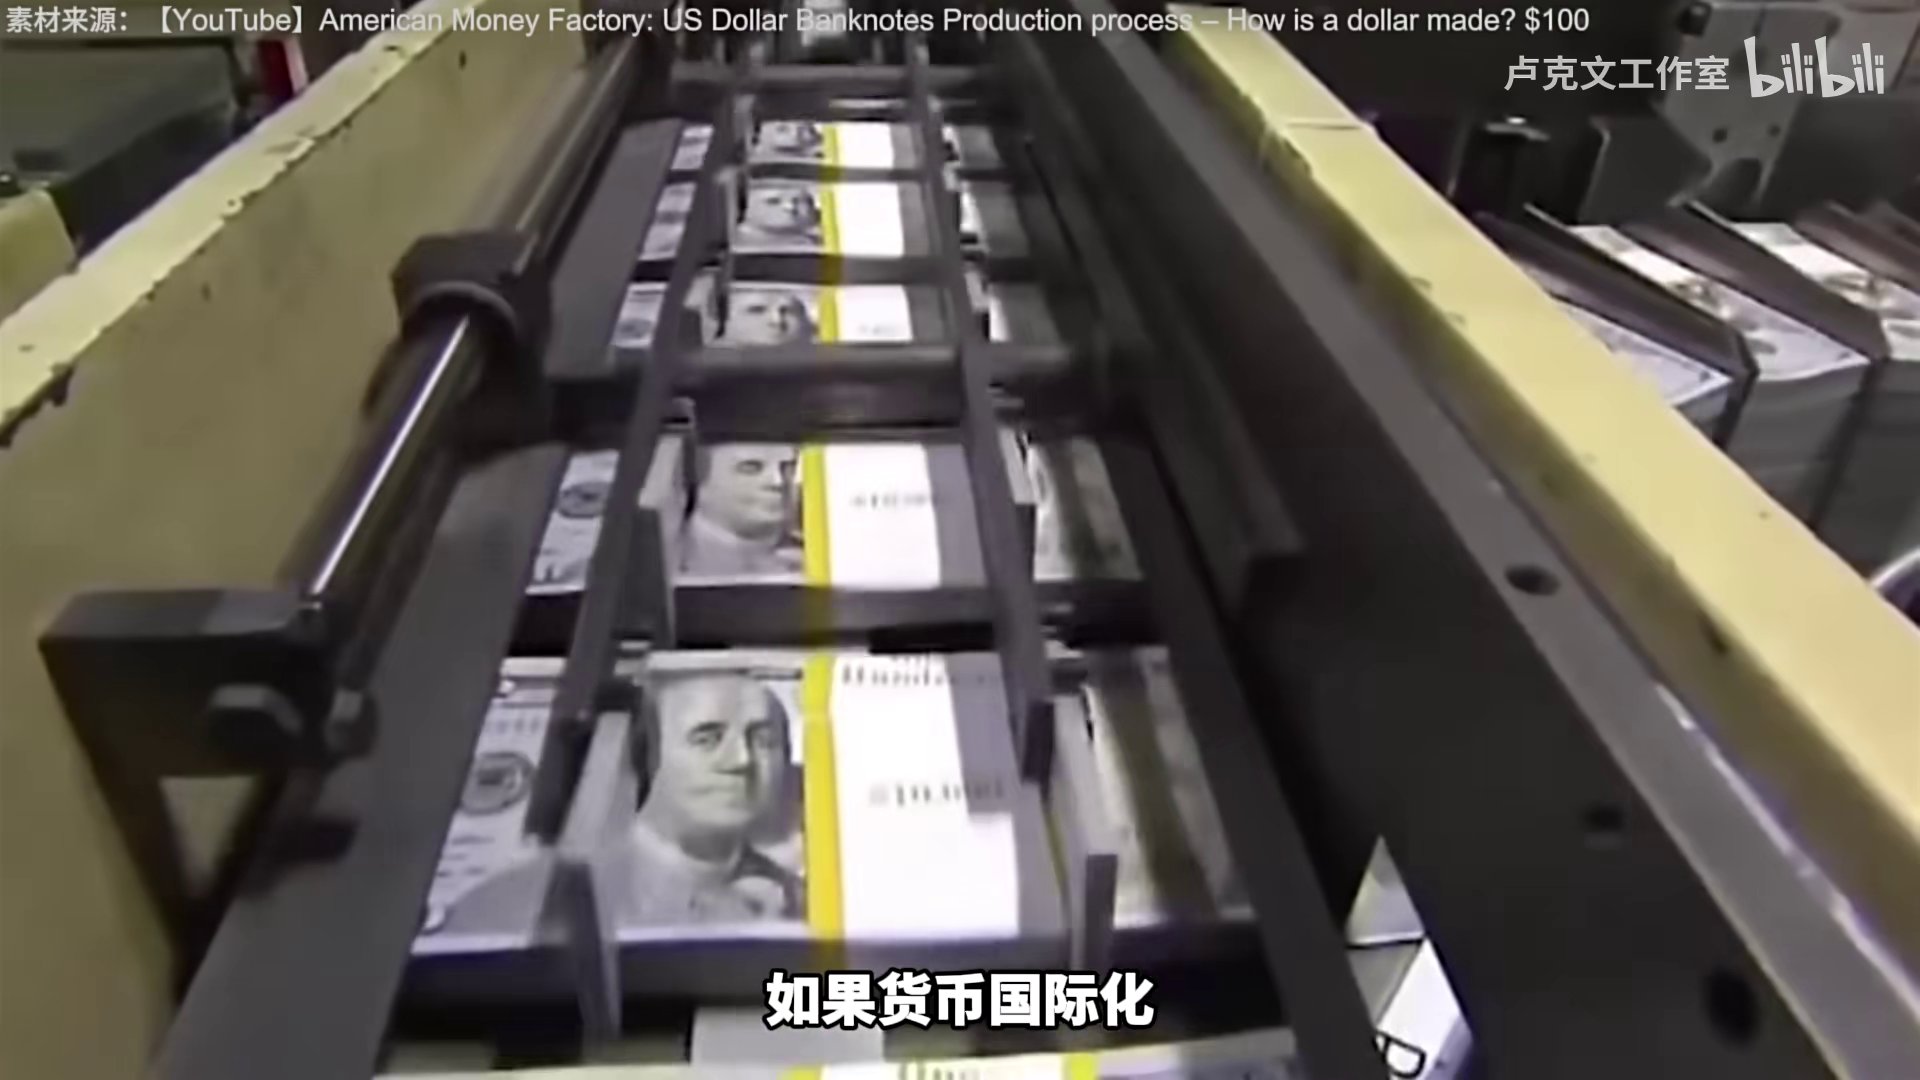 素材来源：【YouTube】American Money Factory: US Dollar Banknotes Production process – How is a dollar made? $100
卢克文工作室 bilibili
如果货币国际化